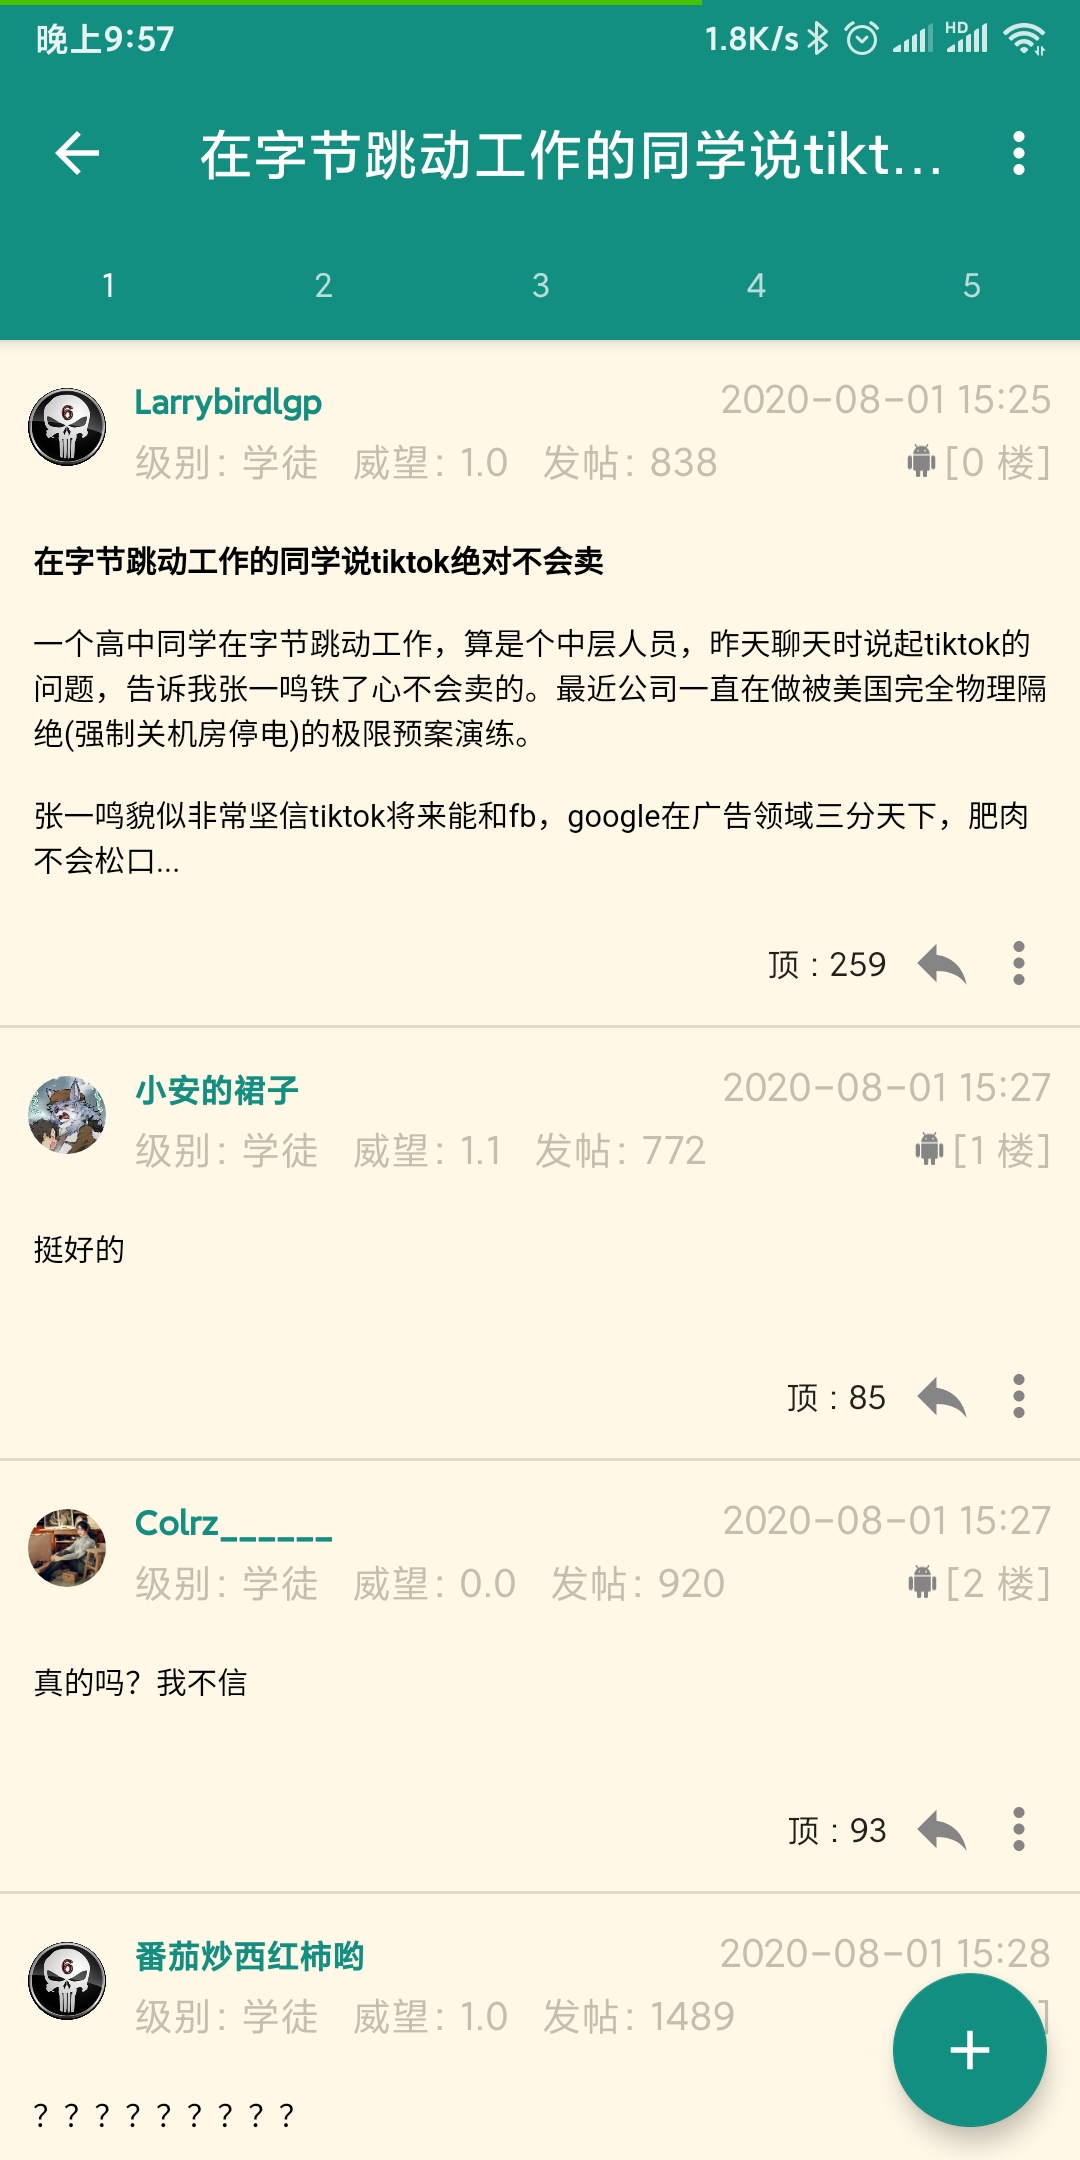 晚上9:57
1.8K/s
HD
在字节跳动工作的同学说tikt...
1 2 3 4 5
Larrybirdlgp 2020-08-01 15:25
级别: 学徒 威望: 1.0 发帖: 838 [0 楼]
在字节跳动工作的同学说tiktok绝对不会卖
一个高中同学在字节跳动工作，算是个中层人员，昨天聊天时说起tiktok的
问题，告诉我张一鸣铁了心不会卖的。最近公司一直在做被美国完全物理隔
绝(强制关机房停电)的极限预案演练。
张一鸣貌似非常坚信tiktok将来能和fb，google在广告领域三分天下，肥肉
不会松口...
顶 : 259
小安的裙子 2020-08-01 15:27
级别: 学徒 威望: 1.1 发帖: 772 [1 楼]
挺好的
顶 : 85
Colrz______ 2020-08-01 15:27
级别: 学徒 威望: 0.0 发帖: 920 [2 楼]
真的吗？我不信
顶 : 93
番茄炒西红柿哟 2020-08-01 15:28
级别: 学徒 威望: 1.0 发帖: 1489 ]
？？？？？？？？？